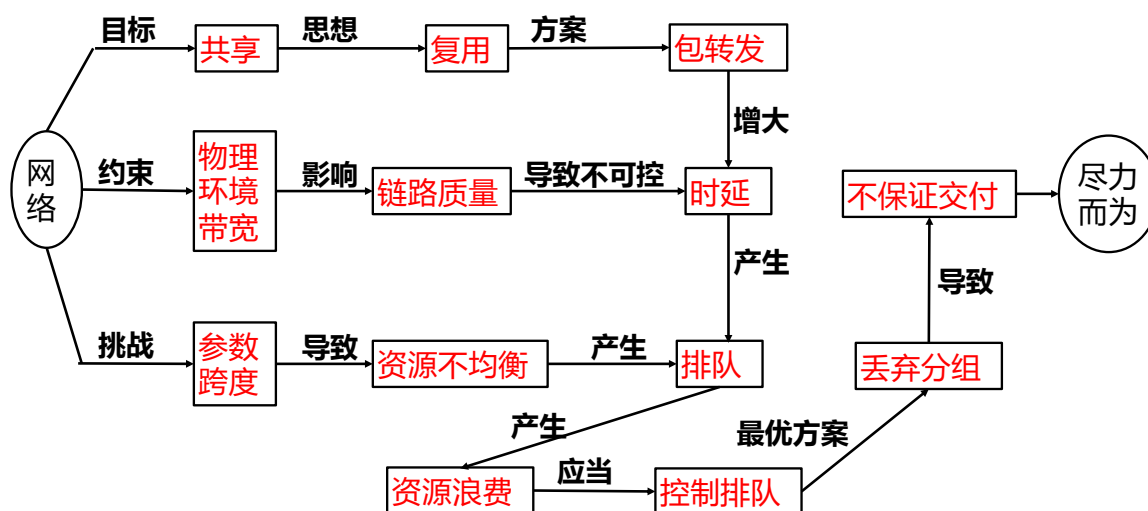 目标
共享
思想
复用
方案
包转发
增大
网
络
约束
物理
环境
带宽
影响
链路质量
导致不可控
时延
不保证交付
尽力
而为
产生
导致
挑战
参数
跨度
导致
资源不均衡
产生
排队
丢弃分组
产生
最优方案
资源浪费
应当
控制排队